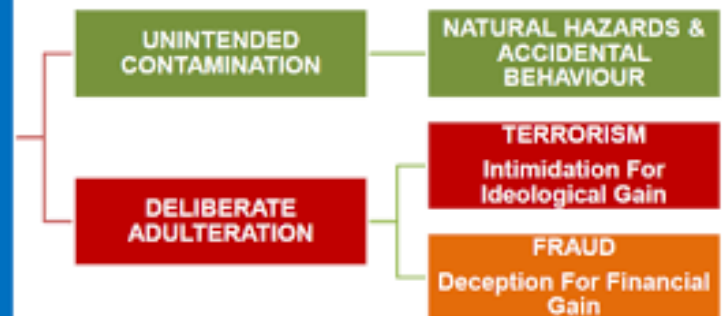 UNINTENDED
CONTAMINATION
NATURAL HAZARDS &
ACCIDENTAL
BEHAVIOUR
DELIBERATE
ADULTERATION
TERRORISM
Intimidation For
Ideological Gain
FRAUD
Deception For Financial
Gain